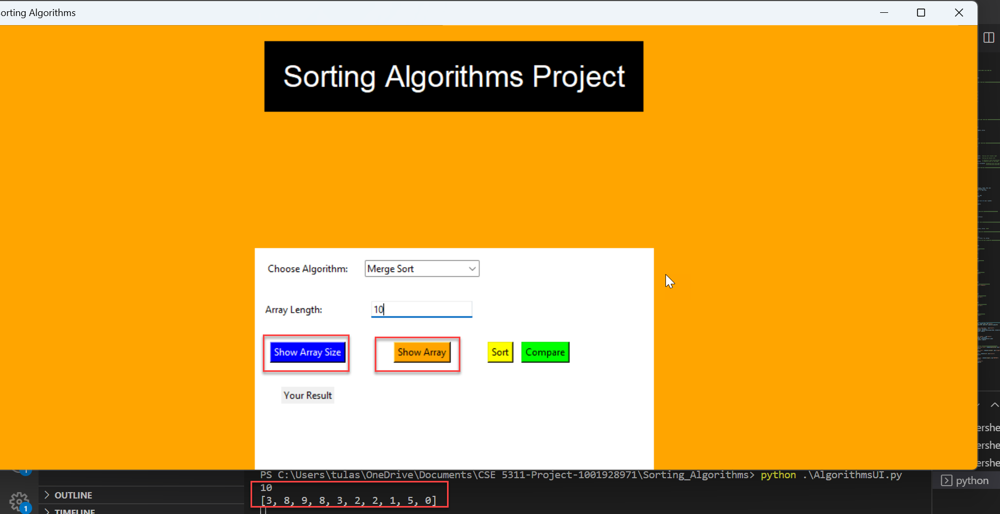 orting Algorithms
Sorting Algorithms Project
Choose Algorithm: Merge Sort
Array Length: 10
Show Array Size Show Array Sort Compare
Your Result
ershe
ershe
ershe
PS C:\Users\tulas\OneDrive\Documents\CSE 5311-Project-1001928971\Sorting_Algorithms> python .\AlgorithmsUI.py
python
10
[3, 8, 9, 8, 3, 2, 2, 1, 5, 0]
1
OUTLINE
1
TIMELINE